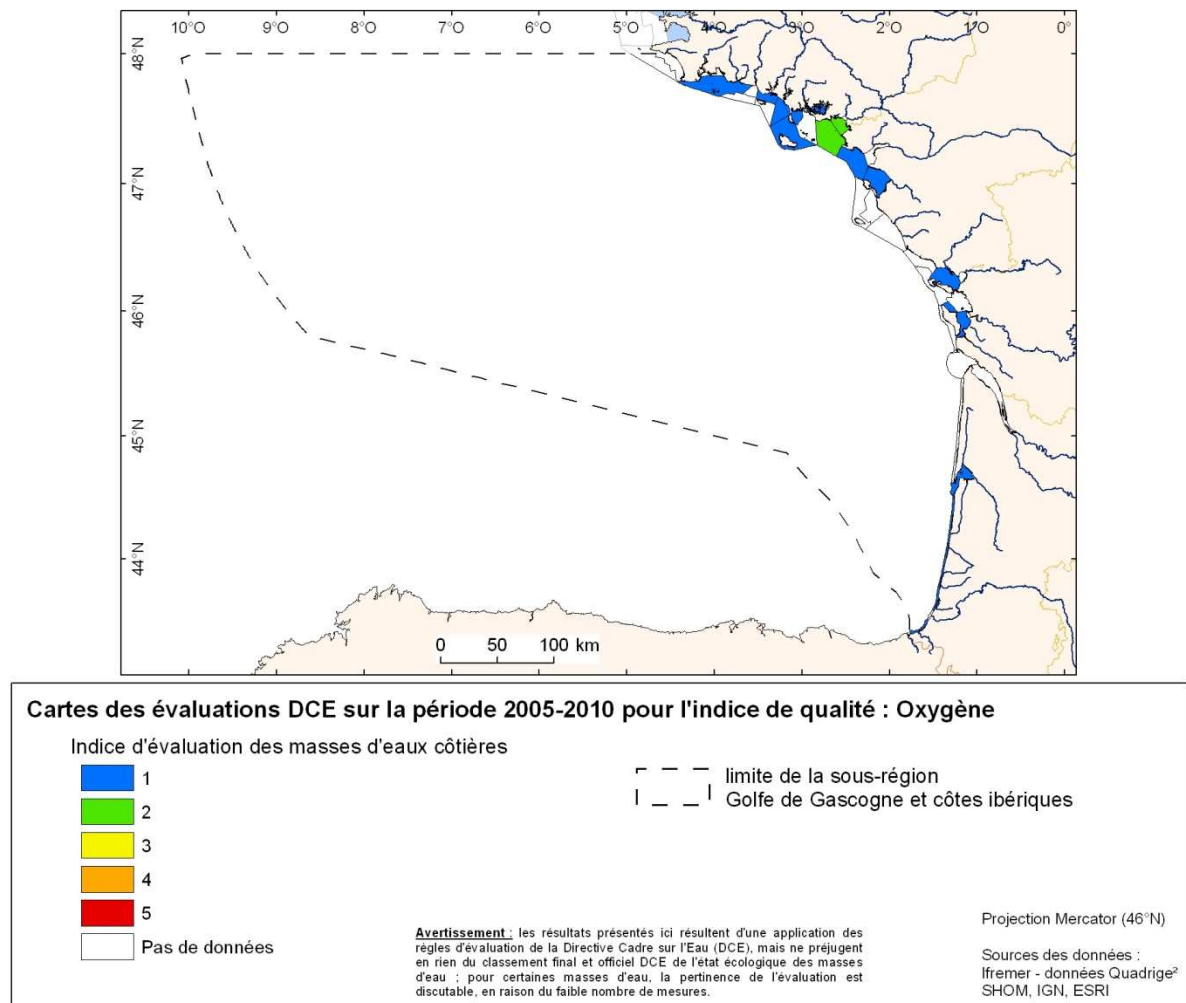 10°O 9°O 8°O 7°O 6°O 5°O 4°O 3°O 2°O 1°O 0°
48°N
47°N
46°N
45°N
44°N
0 50 100 km
Cartes des évaluations DCE sur la période 2005-2010 pour l'indice de qualité : Oxygène
Indice d'évaluation des masses d'eaux côtières
1
2
3
4
5
Pas de données
limite de la sous-région
Golfe de Gascogne et côtes ibériques
Avertissement : les résultats présentés ici résultent d'une application des
règles d'évaluation de la Directive Cadre sur l'Eau (DCE), mais ne préjugent
en rien du classement final et officiel DCE de l'état écologique des masses
d'eau ; pour certaines masses d'eau, la pertinence de l'évaluation est
discutable, en raison du faible nombre de mesures.
Projection Mercator (46°N)
Sources des données :
Ifremer - données Quadrige²
SHOM, IGN, ESRI